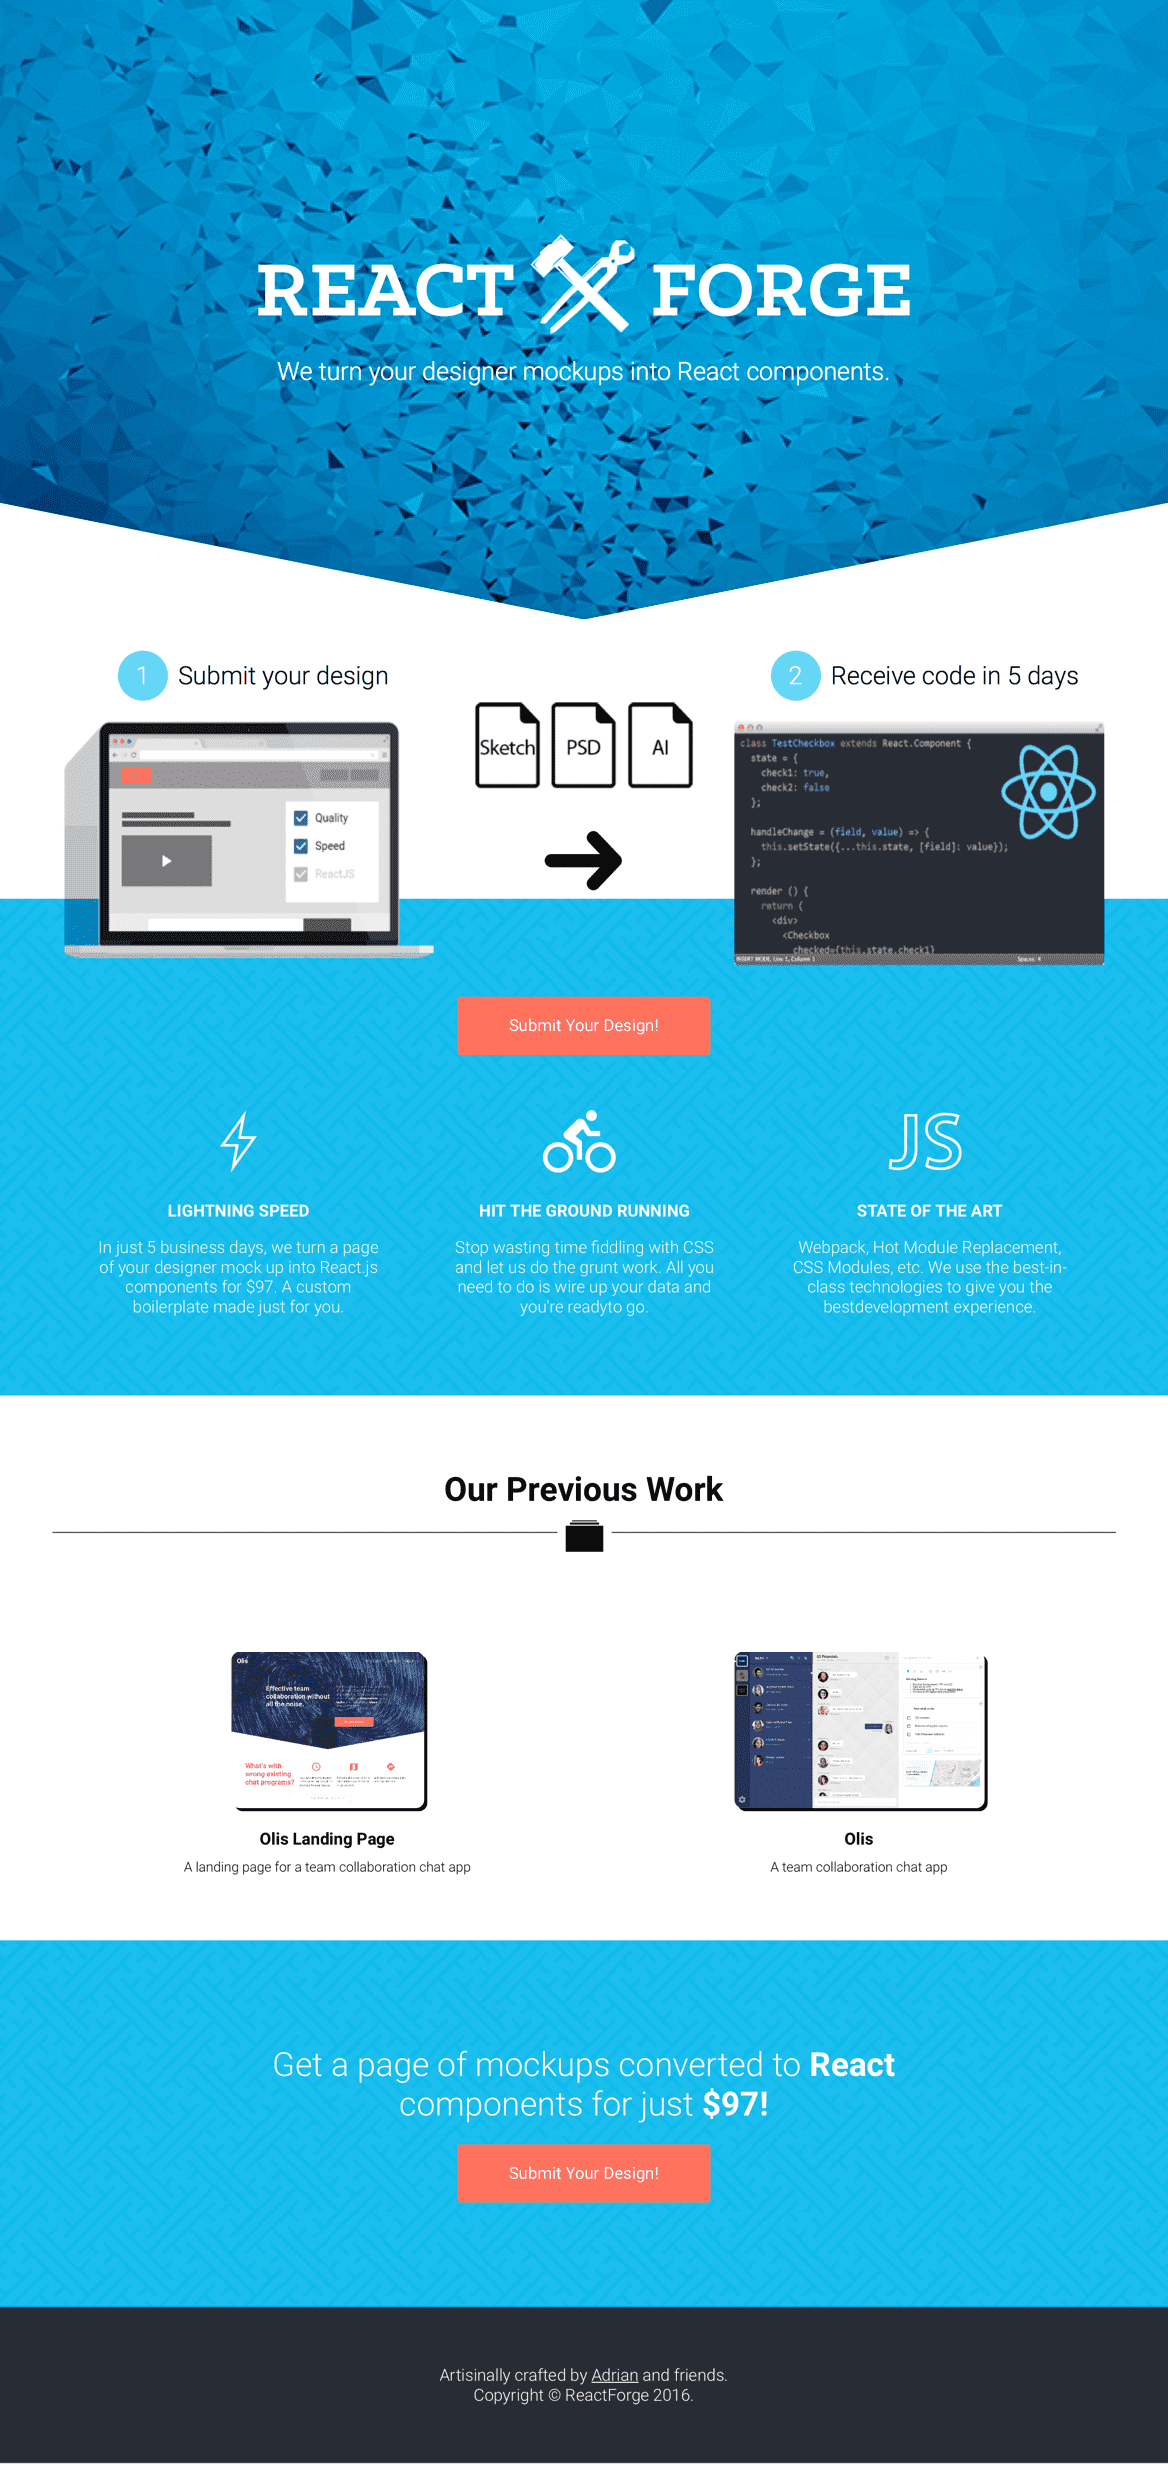 REACT FORGE
We turn your designer mockups into React components.
1 Submit your design
2 Receive code in 5 days
Sketch PSD AI
Quality
Speed
ReactJS
class TestCheckbox extends React.Component {
state = {
check1: true,
check2: false
};
handleChange = (field, value) => {
this.setState({...this.state, [field]: value});
};
render () {
return (
<div>
<Checkbox
checked={this.state.check1}
INSERT MODE, Line 1, Column 1 Spaces: 4
Submit Your Design!
JS
LIGHTNING SPEED
In just 5 business days, we turn a page
of your designer mock up into React.js
components for $97. A custom
boilerplate made just for you.
HIT THE GROUND RUNNING
Stop wasting time fiddling with CSS
and let us do the grunt work. All you
need to do is wire up your data and
you're readyto go.
STATE OF THE ART
Webpack, Hot Module Replacement,
CSS Modules, etc. We use the best-in-
class technologies to give you the
bestdevelopment experience.
Our Previous Work
Olis
Effective team
collaboration without
all the noise.
What's with
wrong existing
chat programs?
Olis Landing Page
A landing page for a team collaboration chat app
Olis
A team collaboration chat app
Get a page of mockups converted to React
components for just $97!
Submit Your Design!
Artisinally crafted by Adrian and friends.
Copyright © ReactForge 2016.